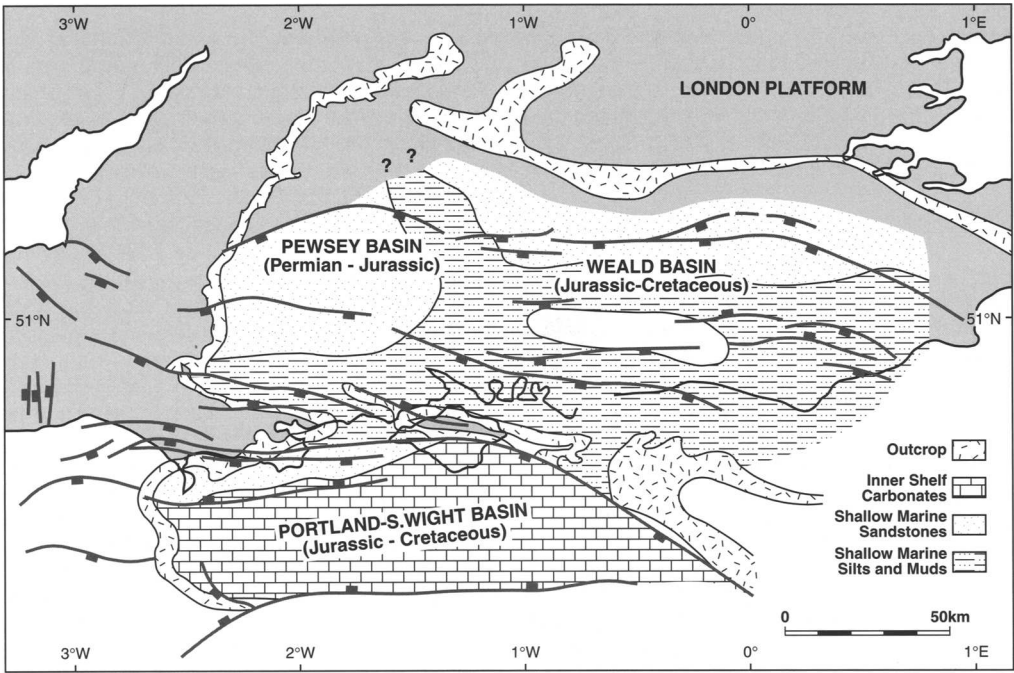 3°W 2°W 1°W 0° 1°E
LONDON PLATFORM
? ?
PEWSEY BASIN
(Permian - Jurassic)
WEALD BASIN
(Jurassic-Cretaceous)
51°N 51°N
Outcrop
Inner Shelf
Carbonates
Shallow Marine
Sandstones
Shallow Marine
Silts and Muds
PORTLAND-S.WIGHT BASIN
(Jurassic - Cretaceous)
0 50km
3°W 2°W 1°W 0° 1°E